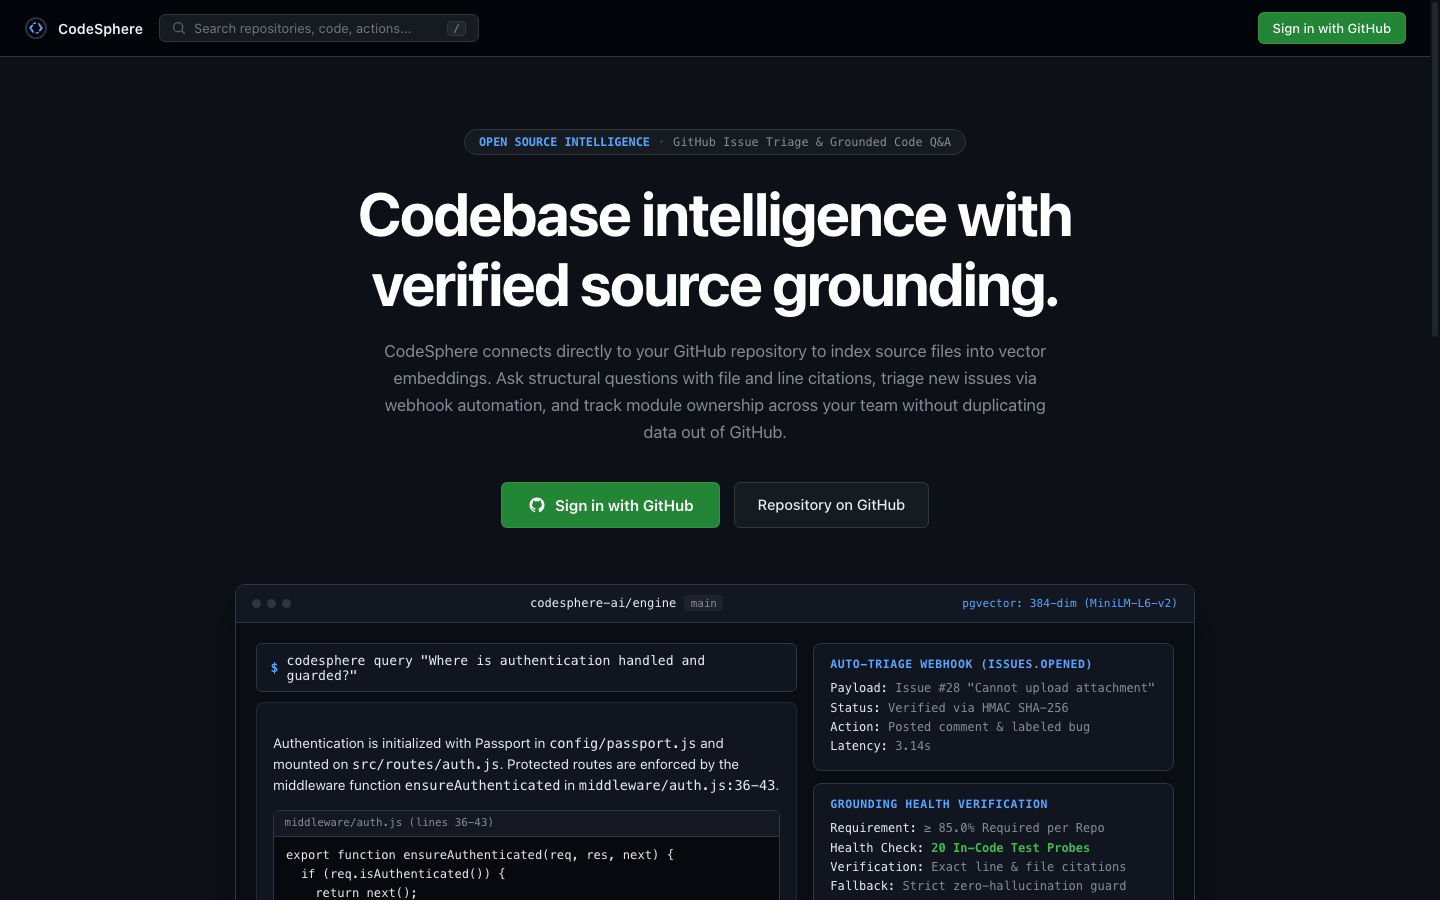 CodeSphere
Search repositories, code, actions...
/
Sign in with GitHub
OPEN SOURCE INTELLIGENCE · GitHub Issue Triage & Grounded Code Q&A
Codebase intelligence with
verified source grounding.
CodeSphere connects directly to your GitHub repository to index source files into vector
embeddings. Ask structural questions with file and line citations, triage new issues via
webhook automation, and track module ownership across your team without duplicating
data out of GitHub.
Sign in with GitHub
Repository on GitHub
codesphere-ai/engine main
pgvector: 384-dim (MiniLM-L6-v2)
$ codesphere query "Where is authentication handled and
guarded?"
Authentication is initialized with Passport in config/passport.js and
mounted on src/routes/auth.js. Protected routes are enforced by the
middleware function ensureAuthenticated in middleware/auth.js:36-43.
middleware/auth.js (lines 36-43)
export function ensureAuthenticated(req, res, next) {
if (req.isAuthenticated()) {
return next();
AUTO-TRIAGE WEBHOOK (ISSUES.OPENED)
Payload: Issue #28 "Cannot upload attachment"
Status: Verified via HMAC SHA-256
Action: Posted comment & labeled bug
Latency: 3.14s
GROUNDING HEALTH VERIFICATION
Requirement: ≥ 85.0% Required per Repo
Health Check: 20 In-Code Test Probes
Verification: Exact line & file citations
Fallback: Strict zero-hallucination guard